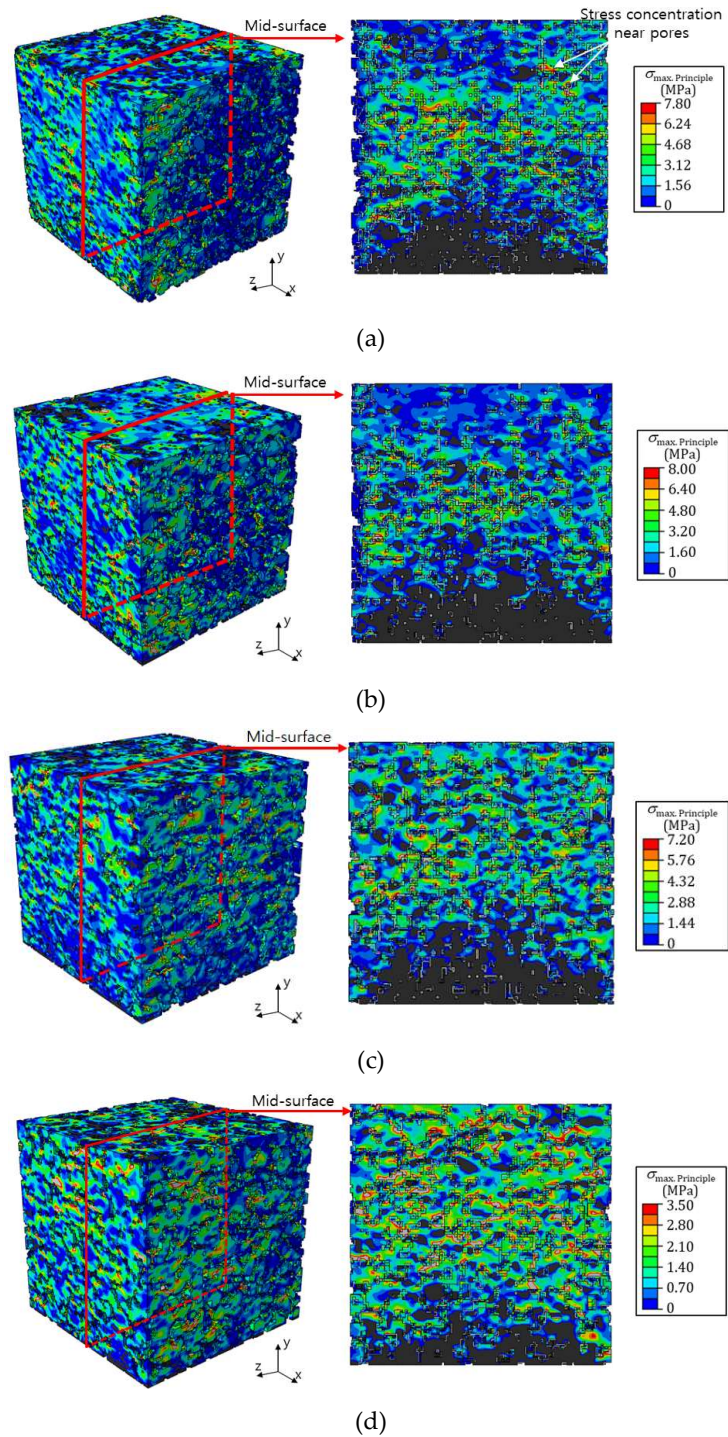 Mid-surface
Stress concentration
near pores
σmax. Principle
(MPa)
7.80
6.24
4.68
3.12
1.56
0
y
z
x
(a)
Mid-surface
σmax. Principle
(MPa)
8.00
6.40
4.80
3.20
1.60
0
y
z
x
(b)
Mid-surface
σmax. Principle
(MPa)
7.20
5.76
4.32
2.88
1.44
0
y
z
x
(c)
Mid-surface
σmax. Principle
(MPa)
3.50
2.80
2.10
1.40
0.70
0
y
z
x
(d)